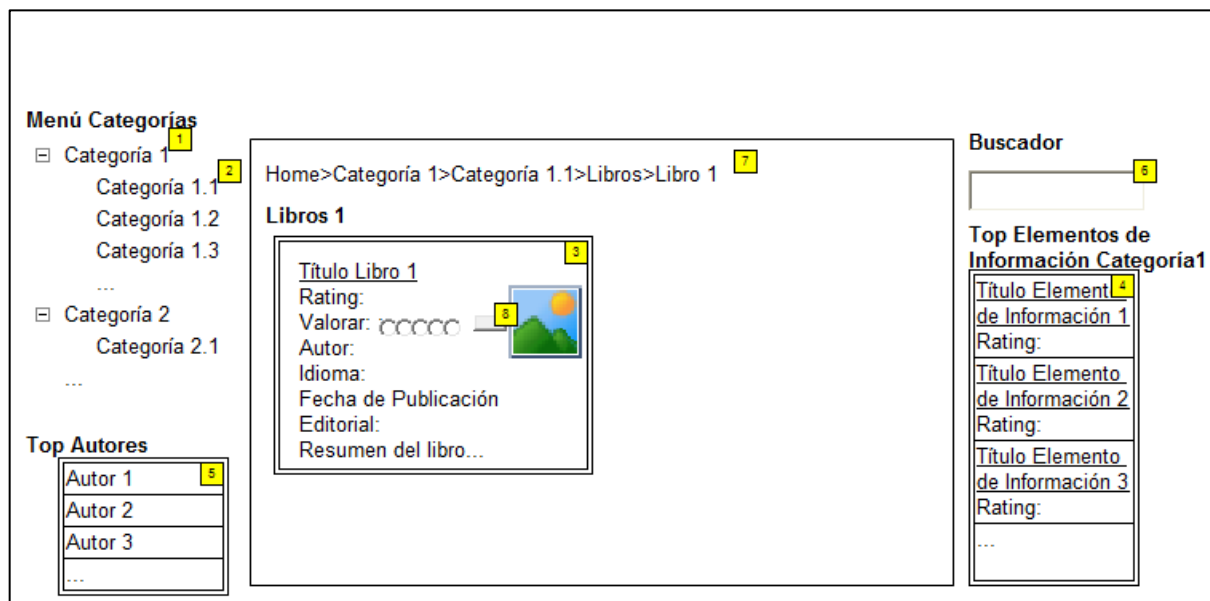 Menú Categorías
1
Categoría 1
2
Categoría 1.1
Categoría 1.2
Categoría 1.3
...
Categoría 2
Categoría 2.1
...
Top Autores
5
Autor 1
Autor 2
Autor 3
...
7
Home>Categoría 1>Categoría 1.1>Libros>Libro 1
Libros 1
3
Título Libro 1
Rating:
8
Valorar:
Autor:
Idioma:
Fecha de Publicación
Editorial:
Resumen del libro...
Buscador
6
Top Elementos de
Información Categoría1
4
Título Element
de Información 1
Rating:
Título Elemento
de Información 2
Rating:
Título Elemento
de Información 3
Rating:
...